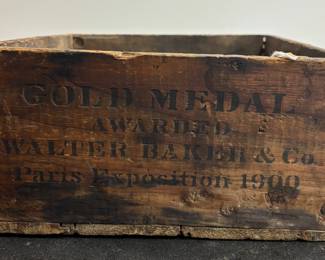 GOLD MEDAL
AWARDED
WALTER BAKER & Co.
Paris Exposition 1900